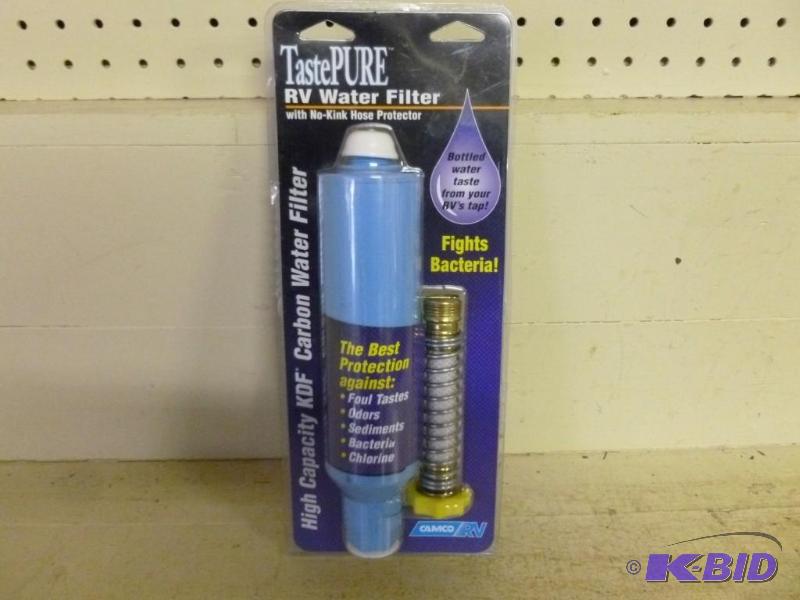 TastePURE™
RV Water Filter
with No-Kink Hose Protector
High Capacity KDF® Carbon Water Filter
Bottled
water
taste
from your
RV's tap!
Fights
Bacteria!
The Best
Protection
against:
• Foul Tastes
• Odors
• Sediments
• Bacteria
• Chlorine
CAMCO RV
© K-BID